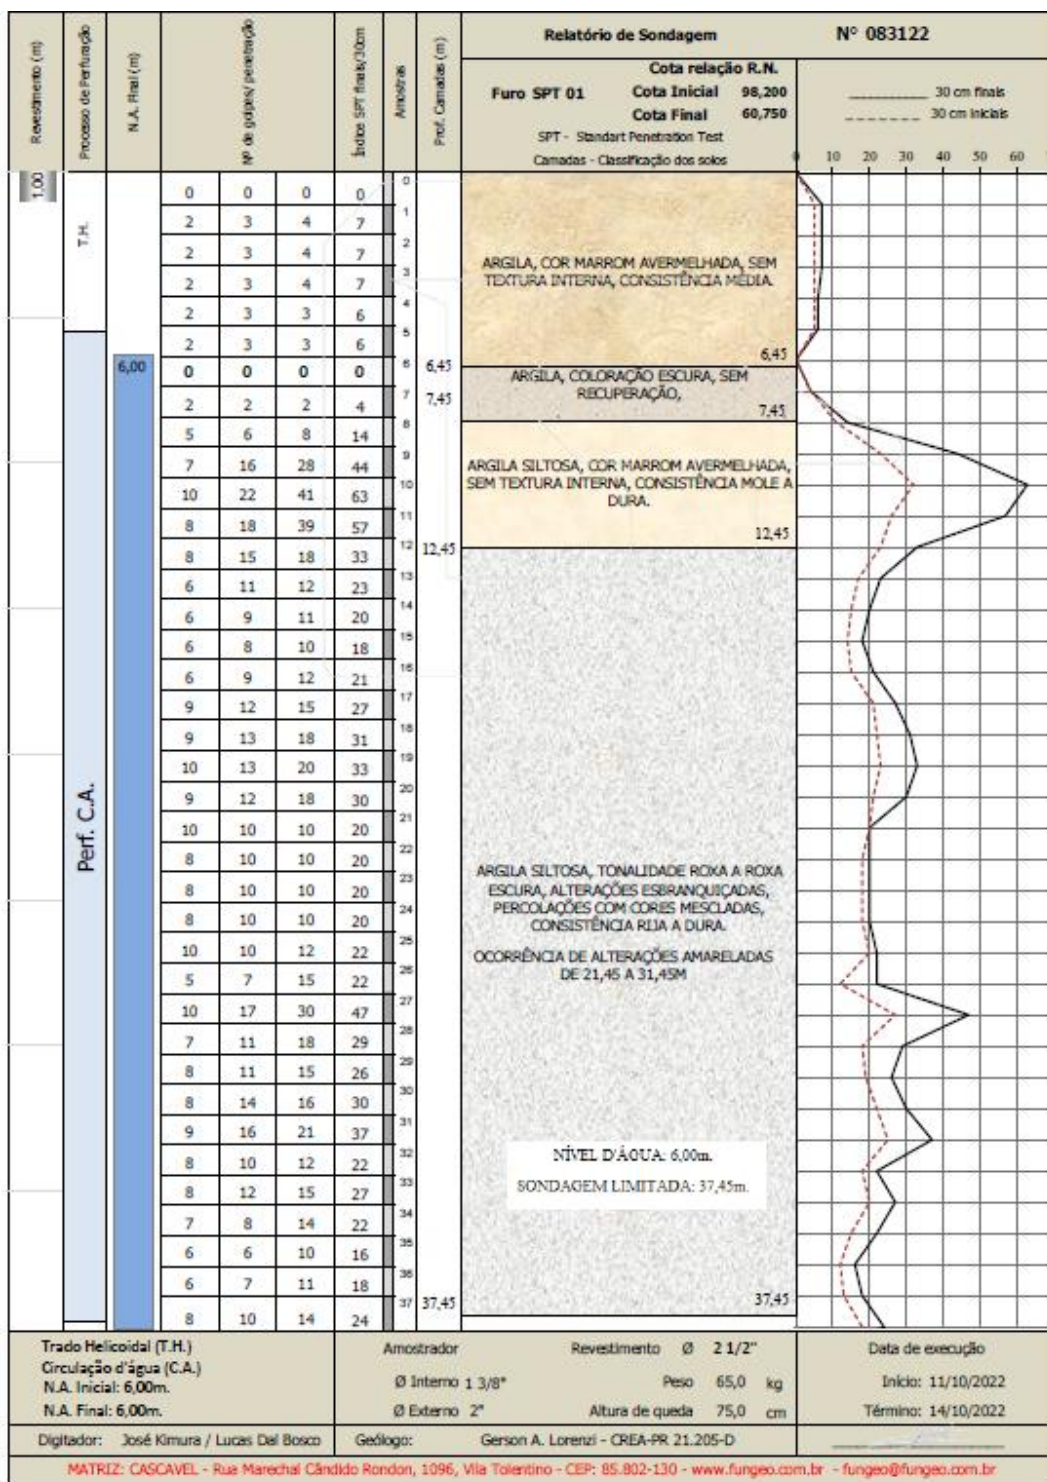 Relatório de Sondagem
N° 083122
Revestimento (m)
Processo de Perfuração
N.A. Final (m)
Nº de golpes/ penetração
Índice SPT finais/30cm
Amostras
Prof. Camadas (m)
Cota relação R.N.
Furo SPT 01 Cota Inicial 98,200
Cota Final 60,750
SPT - Standart Penetration Test
Camadas - Classificação dos solos
30 cm finais
30 cm iniciais
0 10 20 30 40 50 60
1,00
T.H.
Perf. C.A.
6,00
0 0 0 0 0
2 3 4 7 1
2 3 4 7 2
2 3 4 7 3
2 3 3 6 4
2 3 3 6 5
0 0 0 0 6 6,45
2 2 2 4 7 7,45
5 6 8 14 8
7 16 28 44 9
10 22 41 63 10
8 18 39 57 11
8 15 18 33 12 12,45
6 11 12 23 13
6 9 11 20 14
6 8 10 18 15
6 9 12 21 16
9 12 15 27 17
9 13 18 31 18
10 13 20 33 19
9 12 18 30 20
10 10 10 20 21
8 10 10 20 22
8 10 10 20 23
8 10 10 20 24
10 10 12 22 25
5 7 15 22 26
10 17 30 47 27
7 11 18 29 28
8 11 15 26 29
8 14 16 30 30
9 16 21 37 31
8 10 12 22 32
8 12 15 27 33
7 8 14 22 34
6 6 10 16 35
6 7 11 18 36
8 10 14 24 37 37,45
ARGILA, COR MARROM AVERMELHADA, SEM
TEXTURA INTERNA, CONSISTÊNCIA MÉDIA.
6,45
ARGILA, COLORAÇÃO ESCURA, SEM
RECUPERAÇÃO,
7,45
ARGILA SILTOSA, COR MARROM AVERMELHADA,
SEM TEXTURA INTERNA, CONSISTÊNCIA MOLE A
DURA.
12,45
ARGILA SILTOSA, TONALIDADE ROXA A ROXA
ESCURA, ALTERAÇÕES ESBRANQUIÇADAS,
PERCOLAÇÕES COM CORES MESCLADAS,
CONSISTÊNCIA RIJA A DURA.
OCORRÊNCIA DE ALTERAÇÕES AMARELADAS
DE 21,45 A 31,45M
NÍVEL D'ÁGUA: 6,00m.
SONDAGEM LIMITADA: 37,45m.
37,45
Trado Helicoidal (T.H.)
Circulação d'água (C.A.)
N.A. Inicial: 6,00m.
N.A. Final: 6,00m.
Amostrador Revestimento Ø 2 1/2"
Ø Interno 1 3/8" Peso 65,0 kg
Ø Externo 2" Altura de queda 75,0 cm
Data de execução
Início: 11/10/2022
Término: 14/10/2022
Digitador: José Kimura / Lucas Dal Bosco Geólogo: Gerson A. Lorenzi - CREA-PR 21.205-D
MATRIZ: CASCAVEL - Rua Marechal Cândido Rondon, 1096, Vila Tolentino - CEP: 85.802-130 - www.fungeo.com.br - fungeo@fungeo.com.br